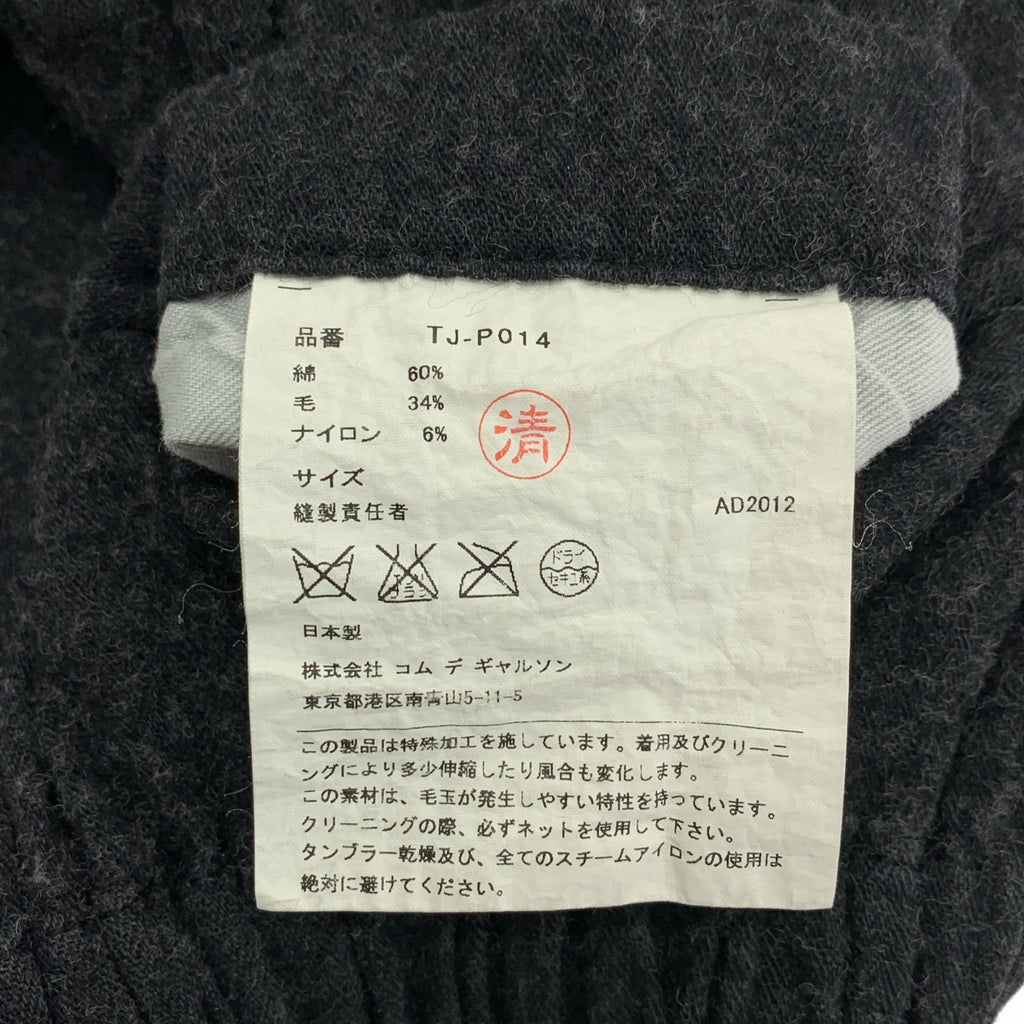 品番 TJ-P014
綿 60%
毛 34%
ナイロン 6%
清
サイズ
縫製責任者
AD2012
ドライ
セキユ系
日本製
株式会社 コム デ ギャルソン
東京都港区南青山5-11-5
この製品は特殊加工を施しています。着用及びクリーニ
ングにより多少伸縮したり風合も変化します。
この素材は、毛玉が発生しやすい特性を持っています。
クリーニングの際、必ずネットを使用して下さい。
タンブラー乾燥及び、全てのスチームアイロンの使用は
絶対に避けてください。